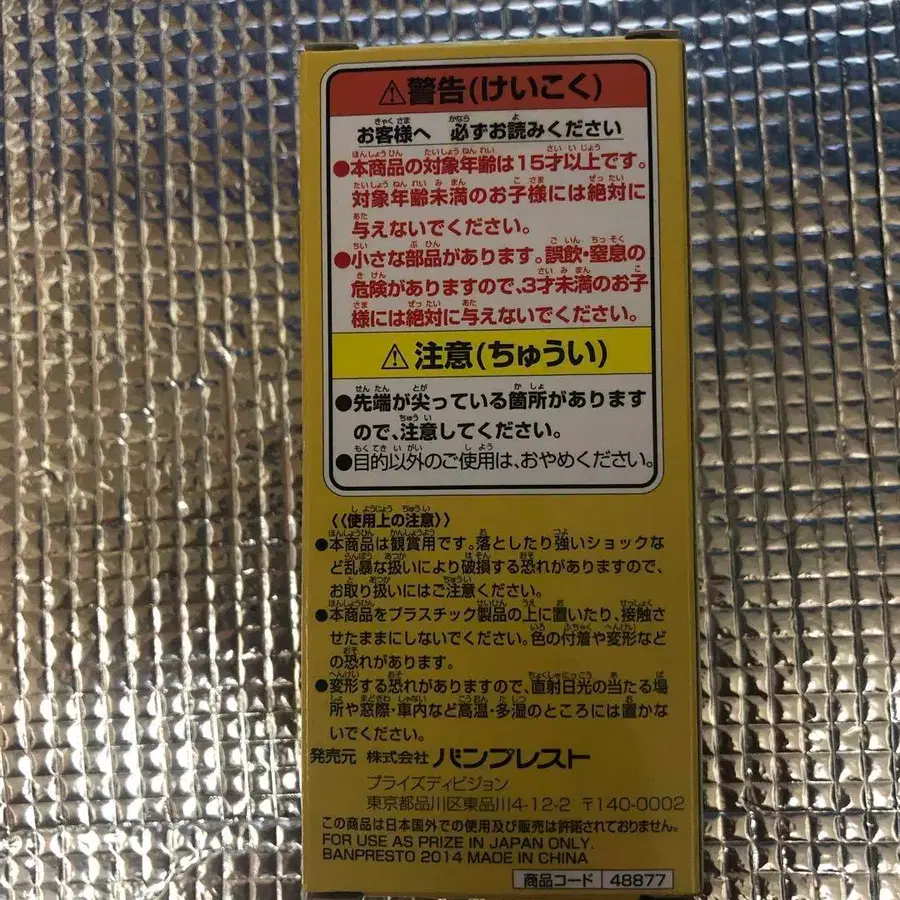 ⚠警告(けいこく)
お客様へ 必ずお読みください
●本商品の対象年齢は15才以上です。
対象年齢未満のお子様には絶対に
与えないでください。
●小さな部品があります。誤飲・窒息の
危険がありますので、3才未満のお子
様には絶対に与えないでください。
⚠注意(ちゅうい)
●先端が尖っている箇所があります
ので、注意してください。
●目的以外のご使用は、おやめください。
《使用上の注意》
●本商品は観賞用です。落としたり強いショックな
ど乱暴な扱いにより破損する恐れがありますので、
お取り扱いにはご注意ください。
●本商品をプラスチック製品の上に置いたり、接触さ
せたままにしないでください。色の付着や変形など
の恐れがあります。
●変形する恐れがありますので、直射日光の当たる場
所や窓際・車内など高温・多湿のところには置かな
いでください。
発売元 株式会社 バンプレスト
プライズディビジョン
東京都品川区東品川4-12-2 〒140-0002
この商品は日本国外での使用及び販売は許諾されておりません。
FOR USE AS PRIZE IN JAPAN ONLY.
BANPRESTO 2014 MADE IN CHINA
商品コード 48877